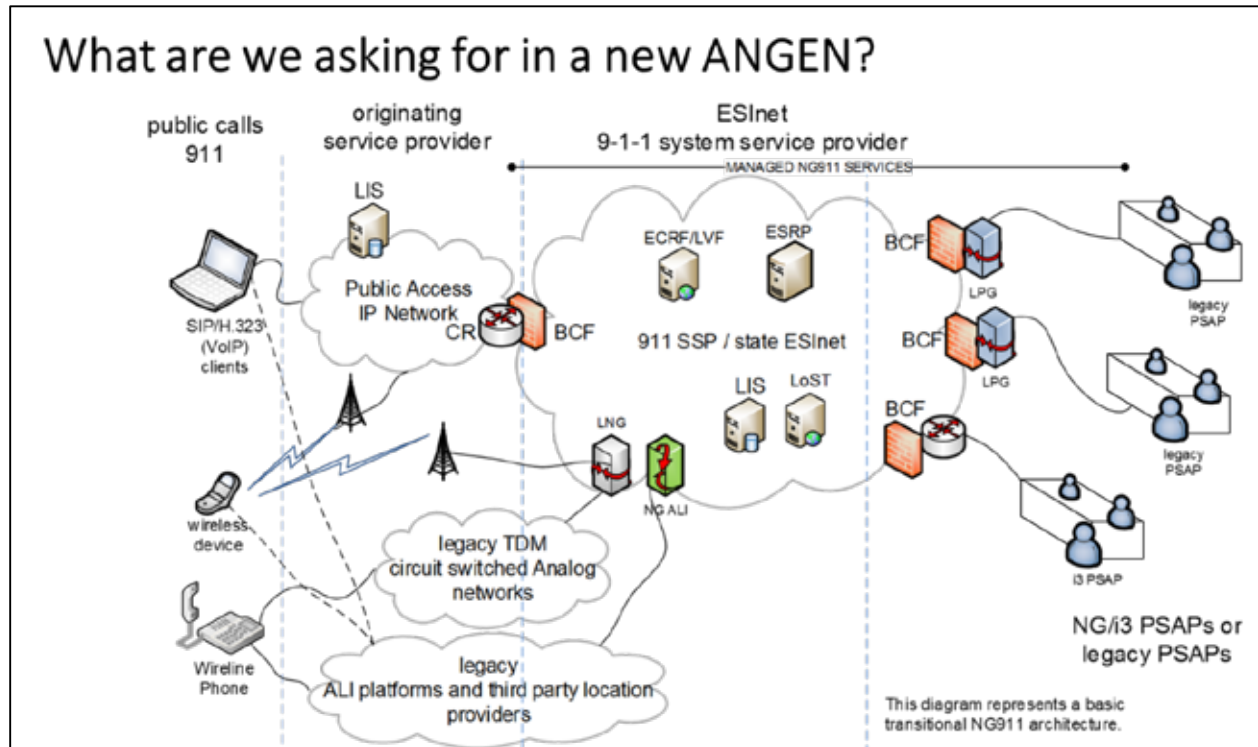 What are we asking for in a new ANGEN?
public calls
911
originating
service provider
ESInet
9-1-1 system service provider
MANAGED NG911 SERVICES
LIS
Public Access
IP Network
CR
BCF
SIP/H.323
(VoIP)
clients
ECRF/LVF
ESRP
911 SSP / state ESInet
LIS
LoST
LNG
NG ALI
BCF
LPG
legacy
PSAP
BCF
LPG
legacy
PSAP
BCF
i3 PSAP
wireless
device
legacy TDM
circuit switched Analog
networks
Wireline
Phone
legacy
ALI platforms and third party location
providers
NG/i3 PSAPs or
legacy PSAPs
This diagram represents a basic
transitional NG911 architecture.